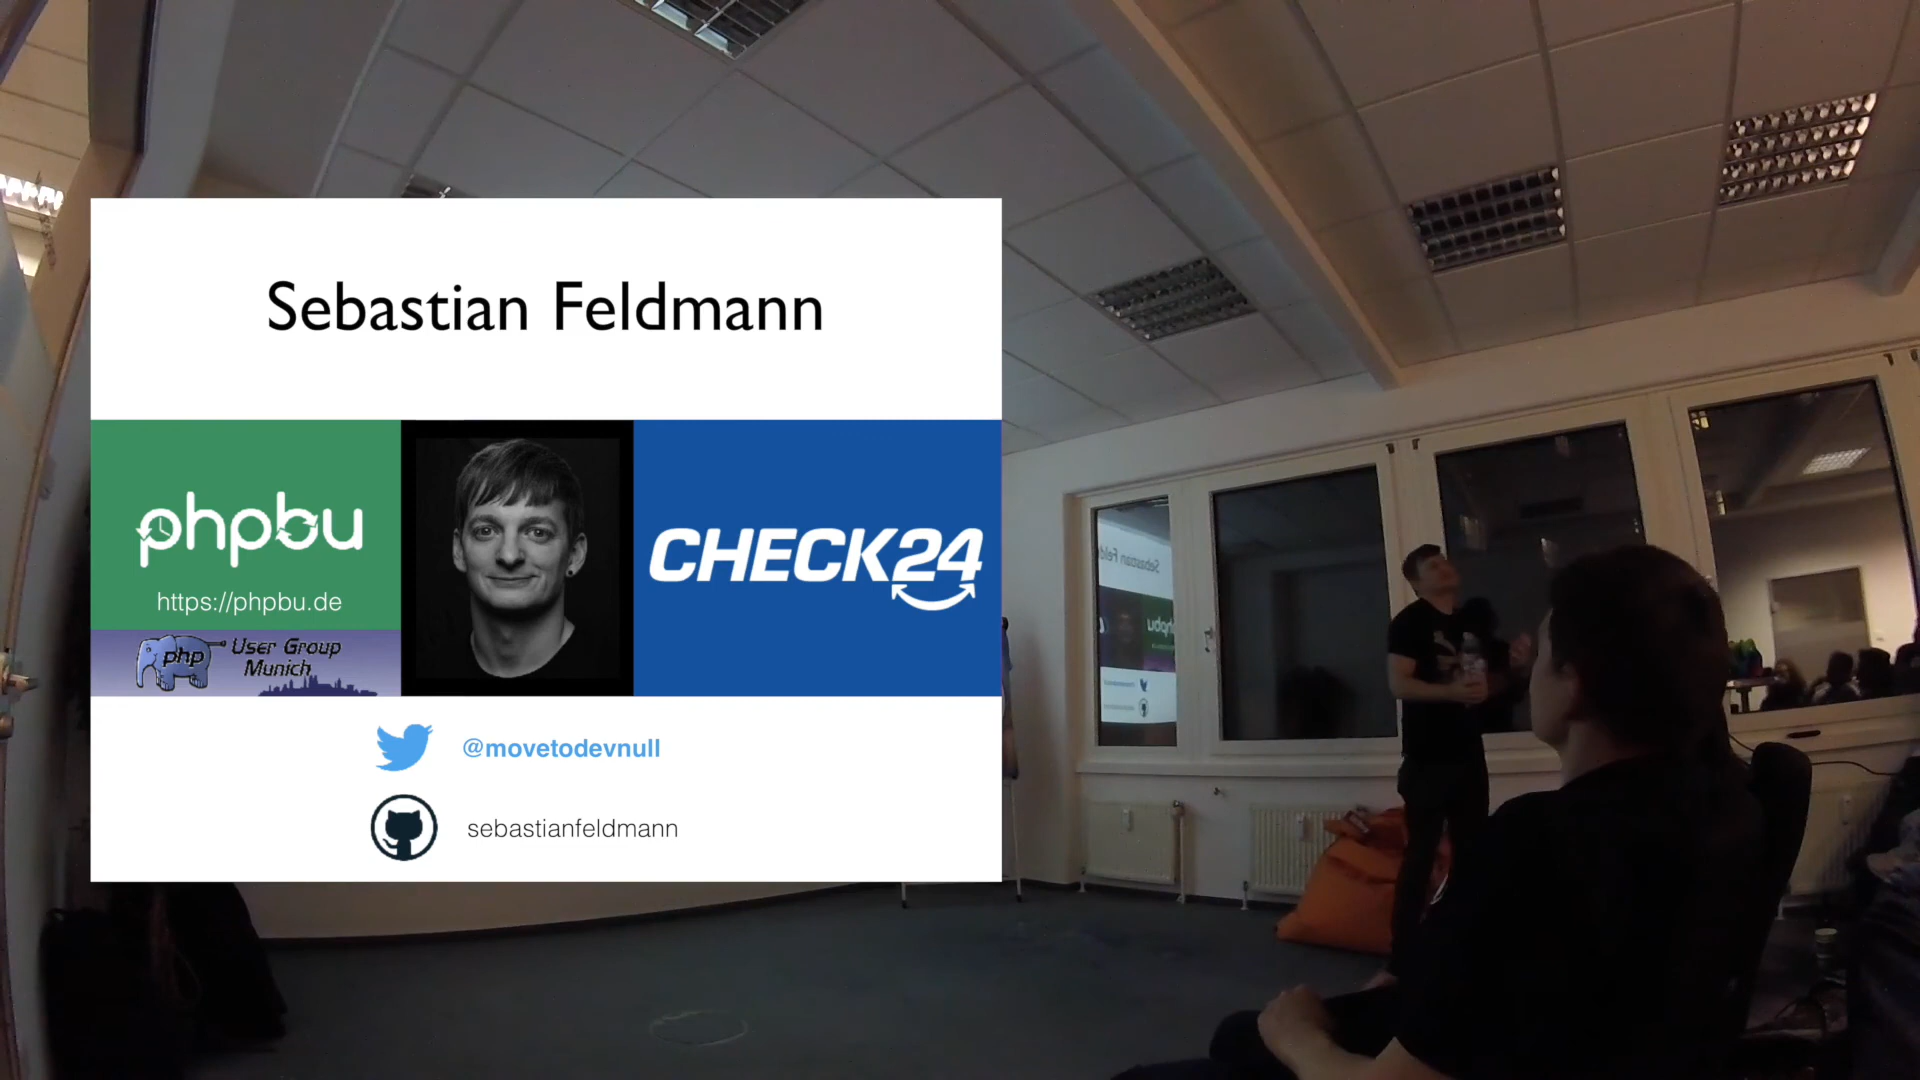 Sebastian Feldmann
phpbu
https://phpbu.de
php
User Group
Munich
CHECK24
@movetodevnull
sebastianfeldmann